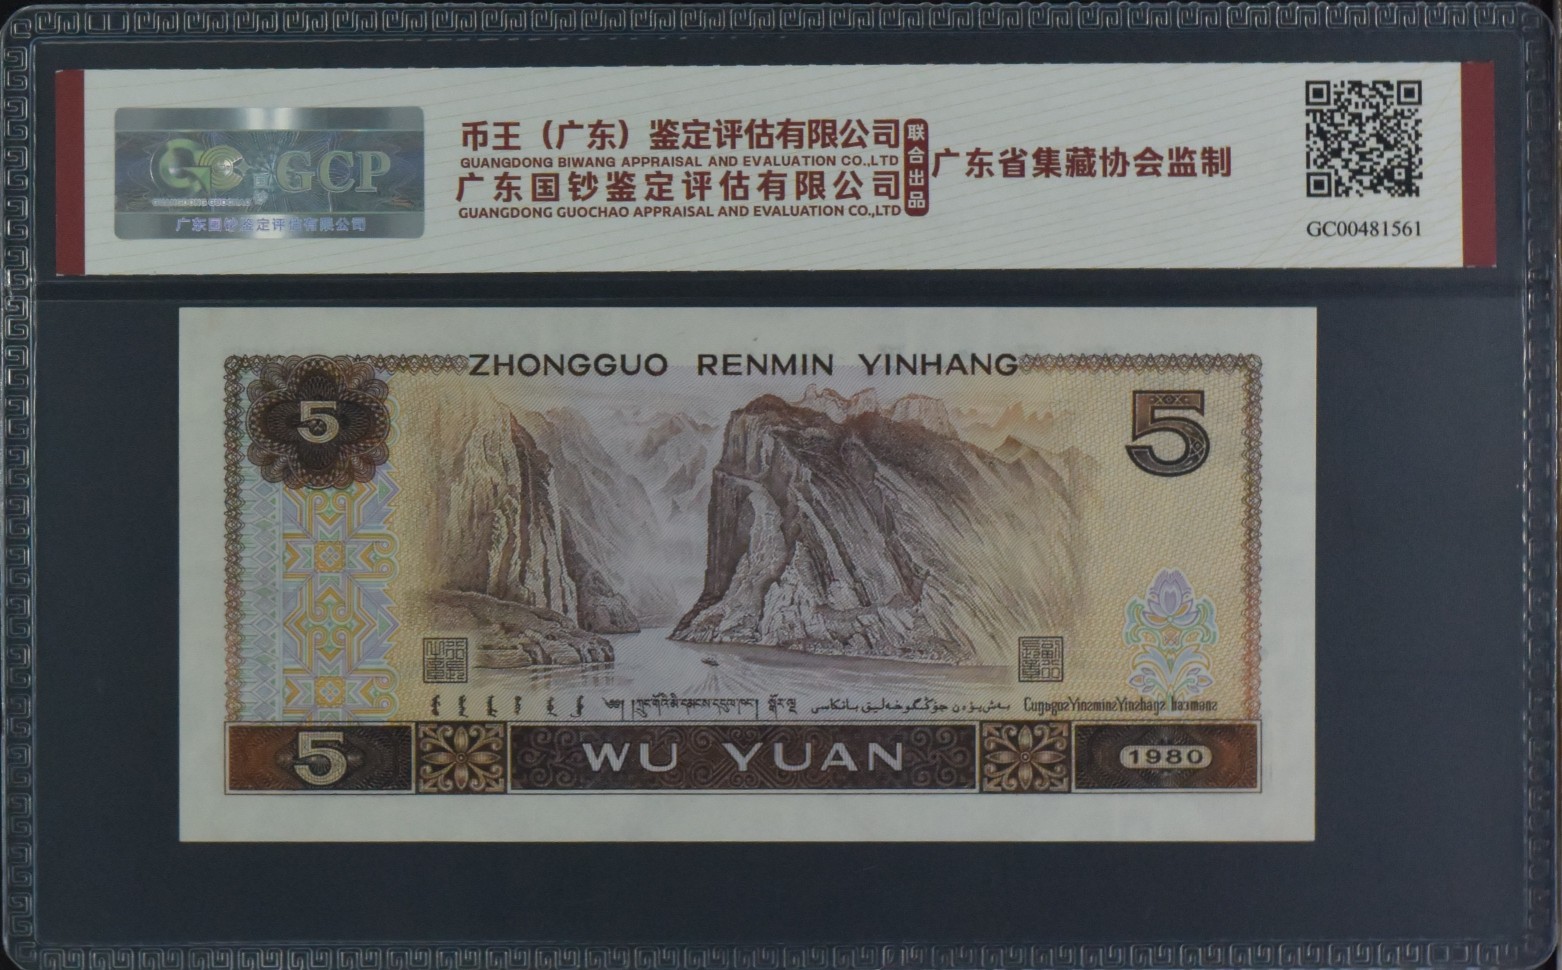 GCP
广东国钞鉴定评估有限公司
币王（广东）鉴定评估有限公司
GUANGDONG BIWANG APPRAISAL AND EVALUATION CO.,LTD
广东国钞鉴定评估有限公司
GUANGDONG GUOCHAO APPRAISAL AND EVALUATION CO.,LTD
联合出品
广东省集藏协会监制
GC00481561
ZHONGGUO RENMIN YINHANG
5
5
5
WU YUAN
1980